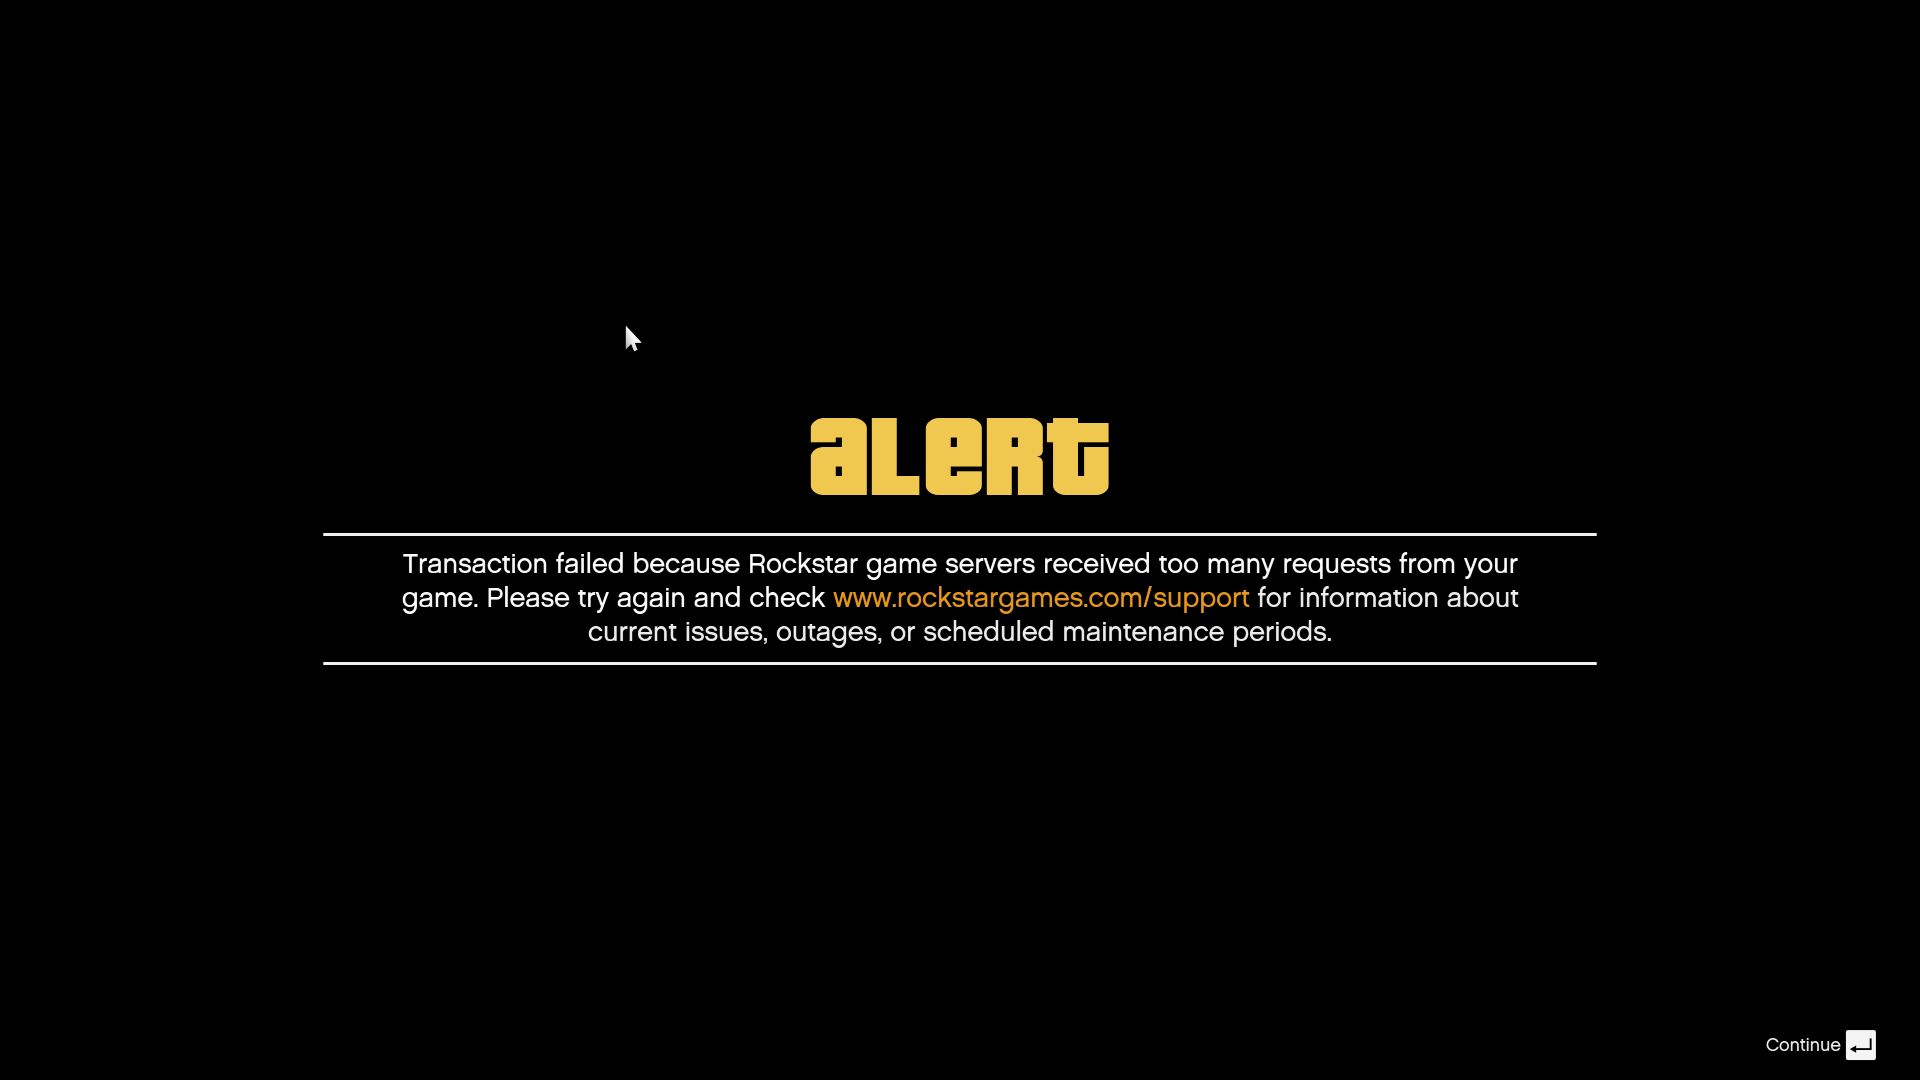 aLeRt
Transaction failed because Rockstar game servers received too many requests from your
game. Please try again and check www.rockstargames.com/support for information about
current issues, outages, or scheduled maintenance periods.
Continue